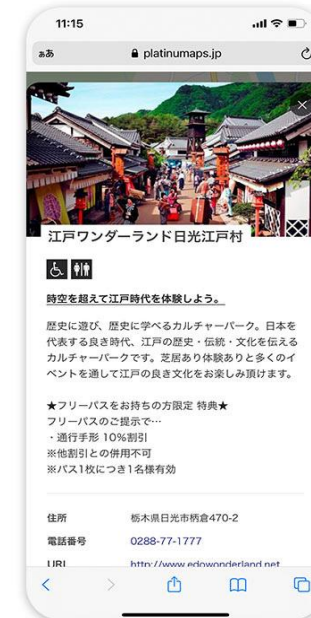 11:15
ぁあ platinumaps.jp
江戸ワンダーランド日光江戸村
時空を超えて江戸時代を体験しよう。
歴史に遊び、歴史に学べるカルチャーパーク。日本を
代表する良き時代、江戸の歴史・伝統・文化を伝える
カルチャーパークです。芝居あり体験ありと多くのイ
ベントを通して江戸の良き文化をお楽しみ頂けます。
★フリーパスをお持ちの方限定 特典★
フリーパスのご提示で…
・通行手形 10%割引
※他割引との併用不可
※パス1枚につき1名様有効
住所 栃木県日光市柄倉470-2
電話番号 0288-77-1777
URL http://www.edowonderland.net